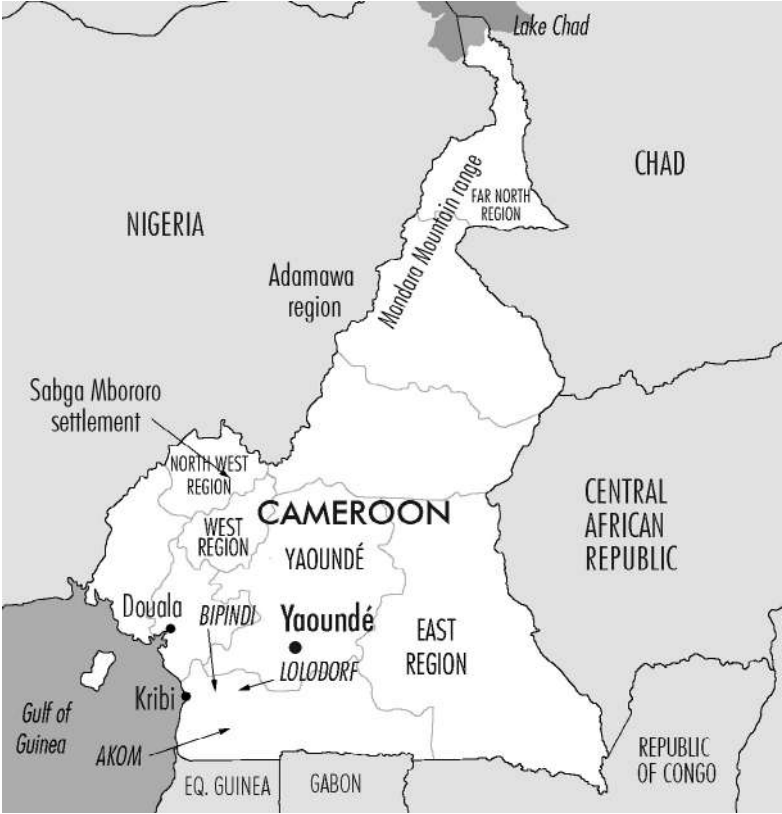 Lake Chad
CHAD
NIGERIA
Mandara Mountain range
FAR NORTH
REGION
Adamawa
region
Sabga Mbororo
settlement
NORTH WEST
REGION
CENTRAL
AFRICAN
REPUBLIC
CAMEROON
WEST
REGION
YAOUNDÉ
Douala
BIPINDI
Yaoundé
EAST
REGION
LOLODORF
Kribi
Gulf of
Guinea
AKOM
REPUBLIC
OF CONGO
EQ. GUINEA
GABON